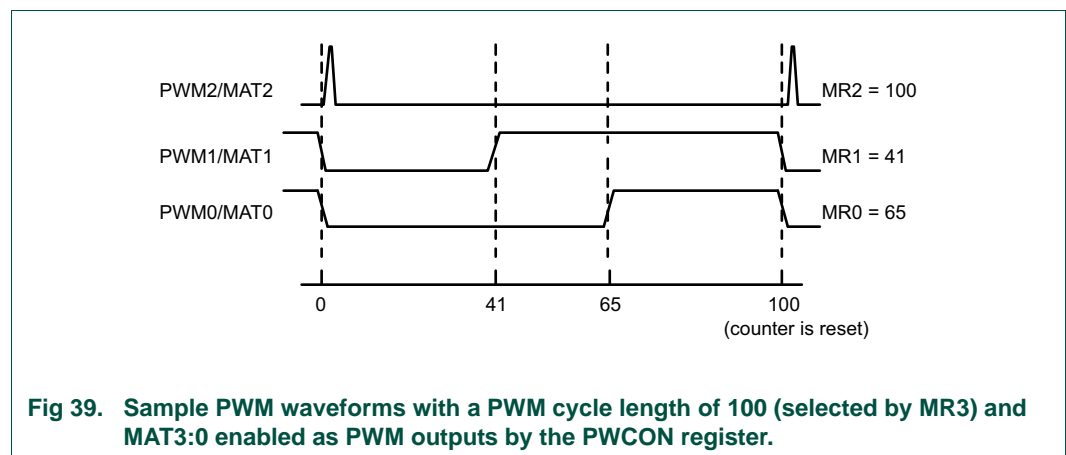 PWM2/MAT2
MR2 = 100
PWM1/MAT1
MR1 = 41
PWM0/MAT0
MR0 = 65
0
41
65
100
(counter is reset)
Fig 39. Sample PWM waveforms with a PWM cycle length of 100 (selected by MR3) and
MAT3:0 enabled as PWM outputs by the PWCON register.